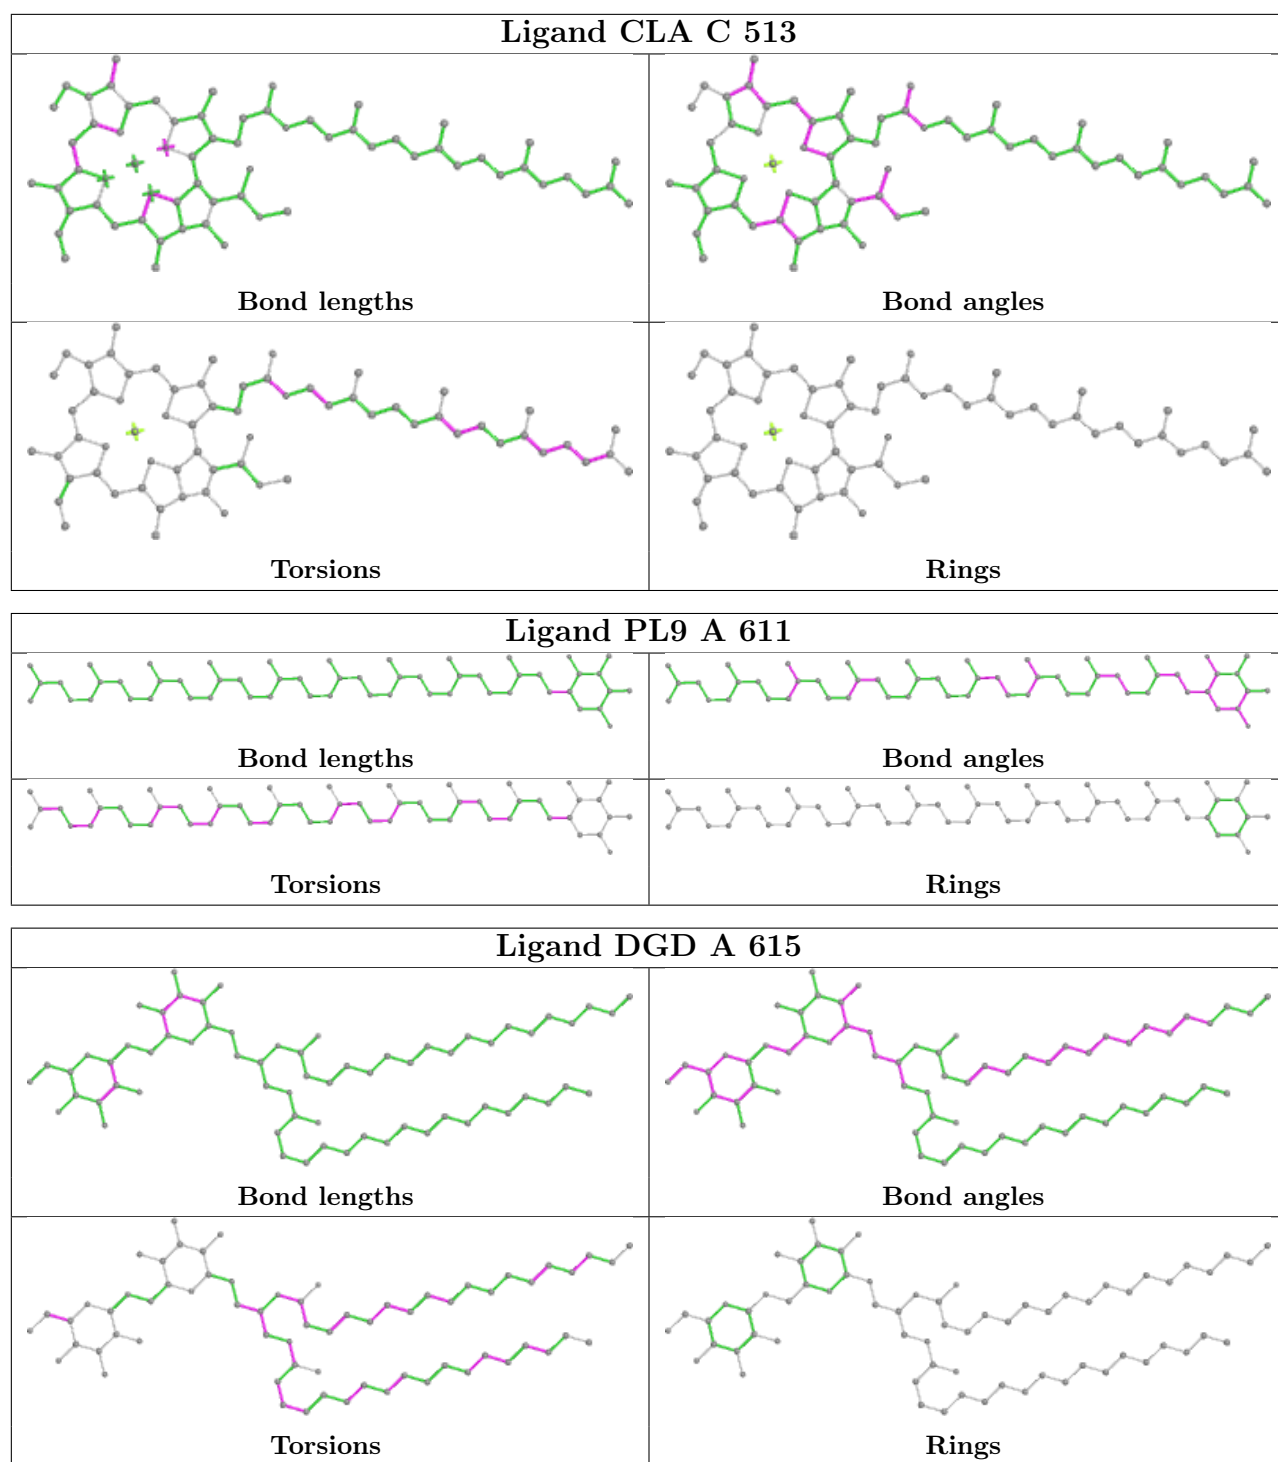 Ligand CLA C 513
Bond lengths
Bond angles
Torsions
Rings
Ligand PL9 A 611
Bond lengths
Bond angles
Torsions
Rings
Ligand DGD A 615
Bond lengths
Bond angles
Torsions
Rings